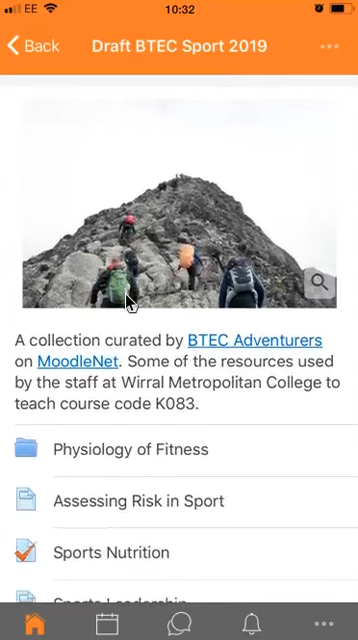 EE 10:32
Back Draft BTEC Sport 2019
A collection curated by BTEC Adventurers
on MoodleNet. Some of the resources used
by the staff at Wirral Metropolitan College to
teach course code K083.
Physiology of Fitness
Assessing Risk in Sport
Sports Nutrition
Sports Leadership